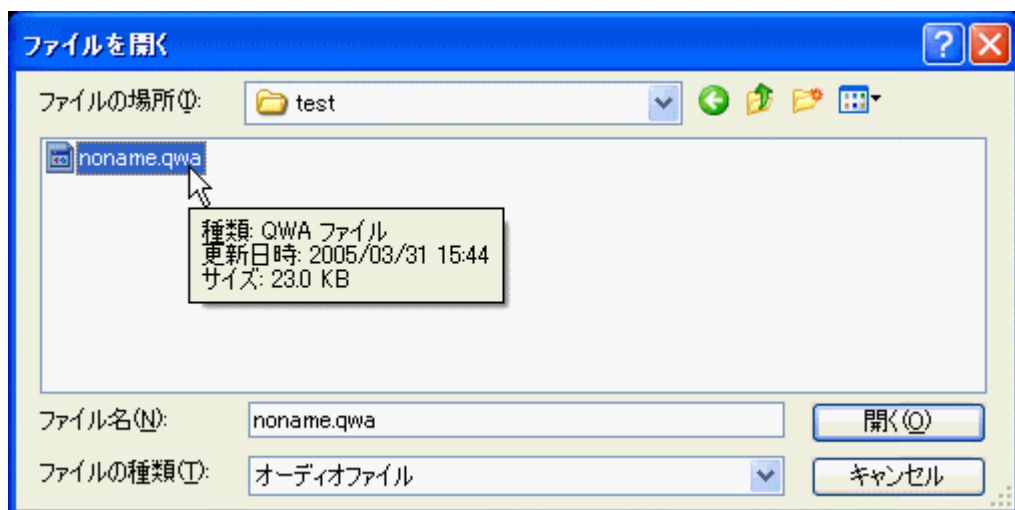 ファイルを開く
ファイルの場所(I):
test
noname.qwa
種類: QWA ファイル
更新日時: 2005/03/31 15:44
サイズ: 23.0 KB
ファイル名(N):
noname.qwa
開く(O)
ファイルの種類(T):
オーディオファイル
キャンセル